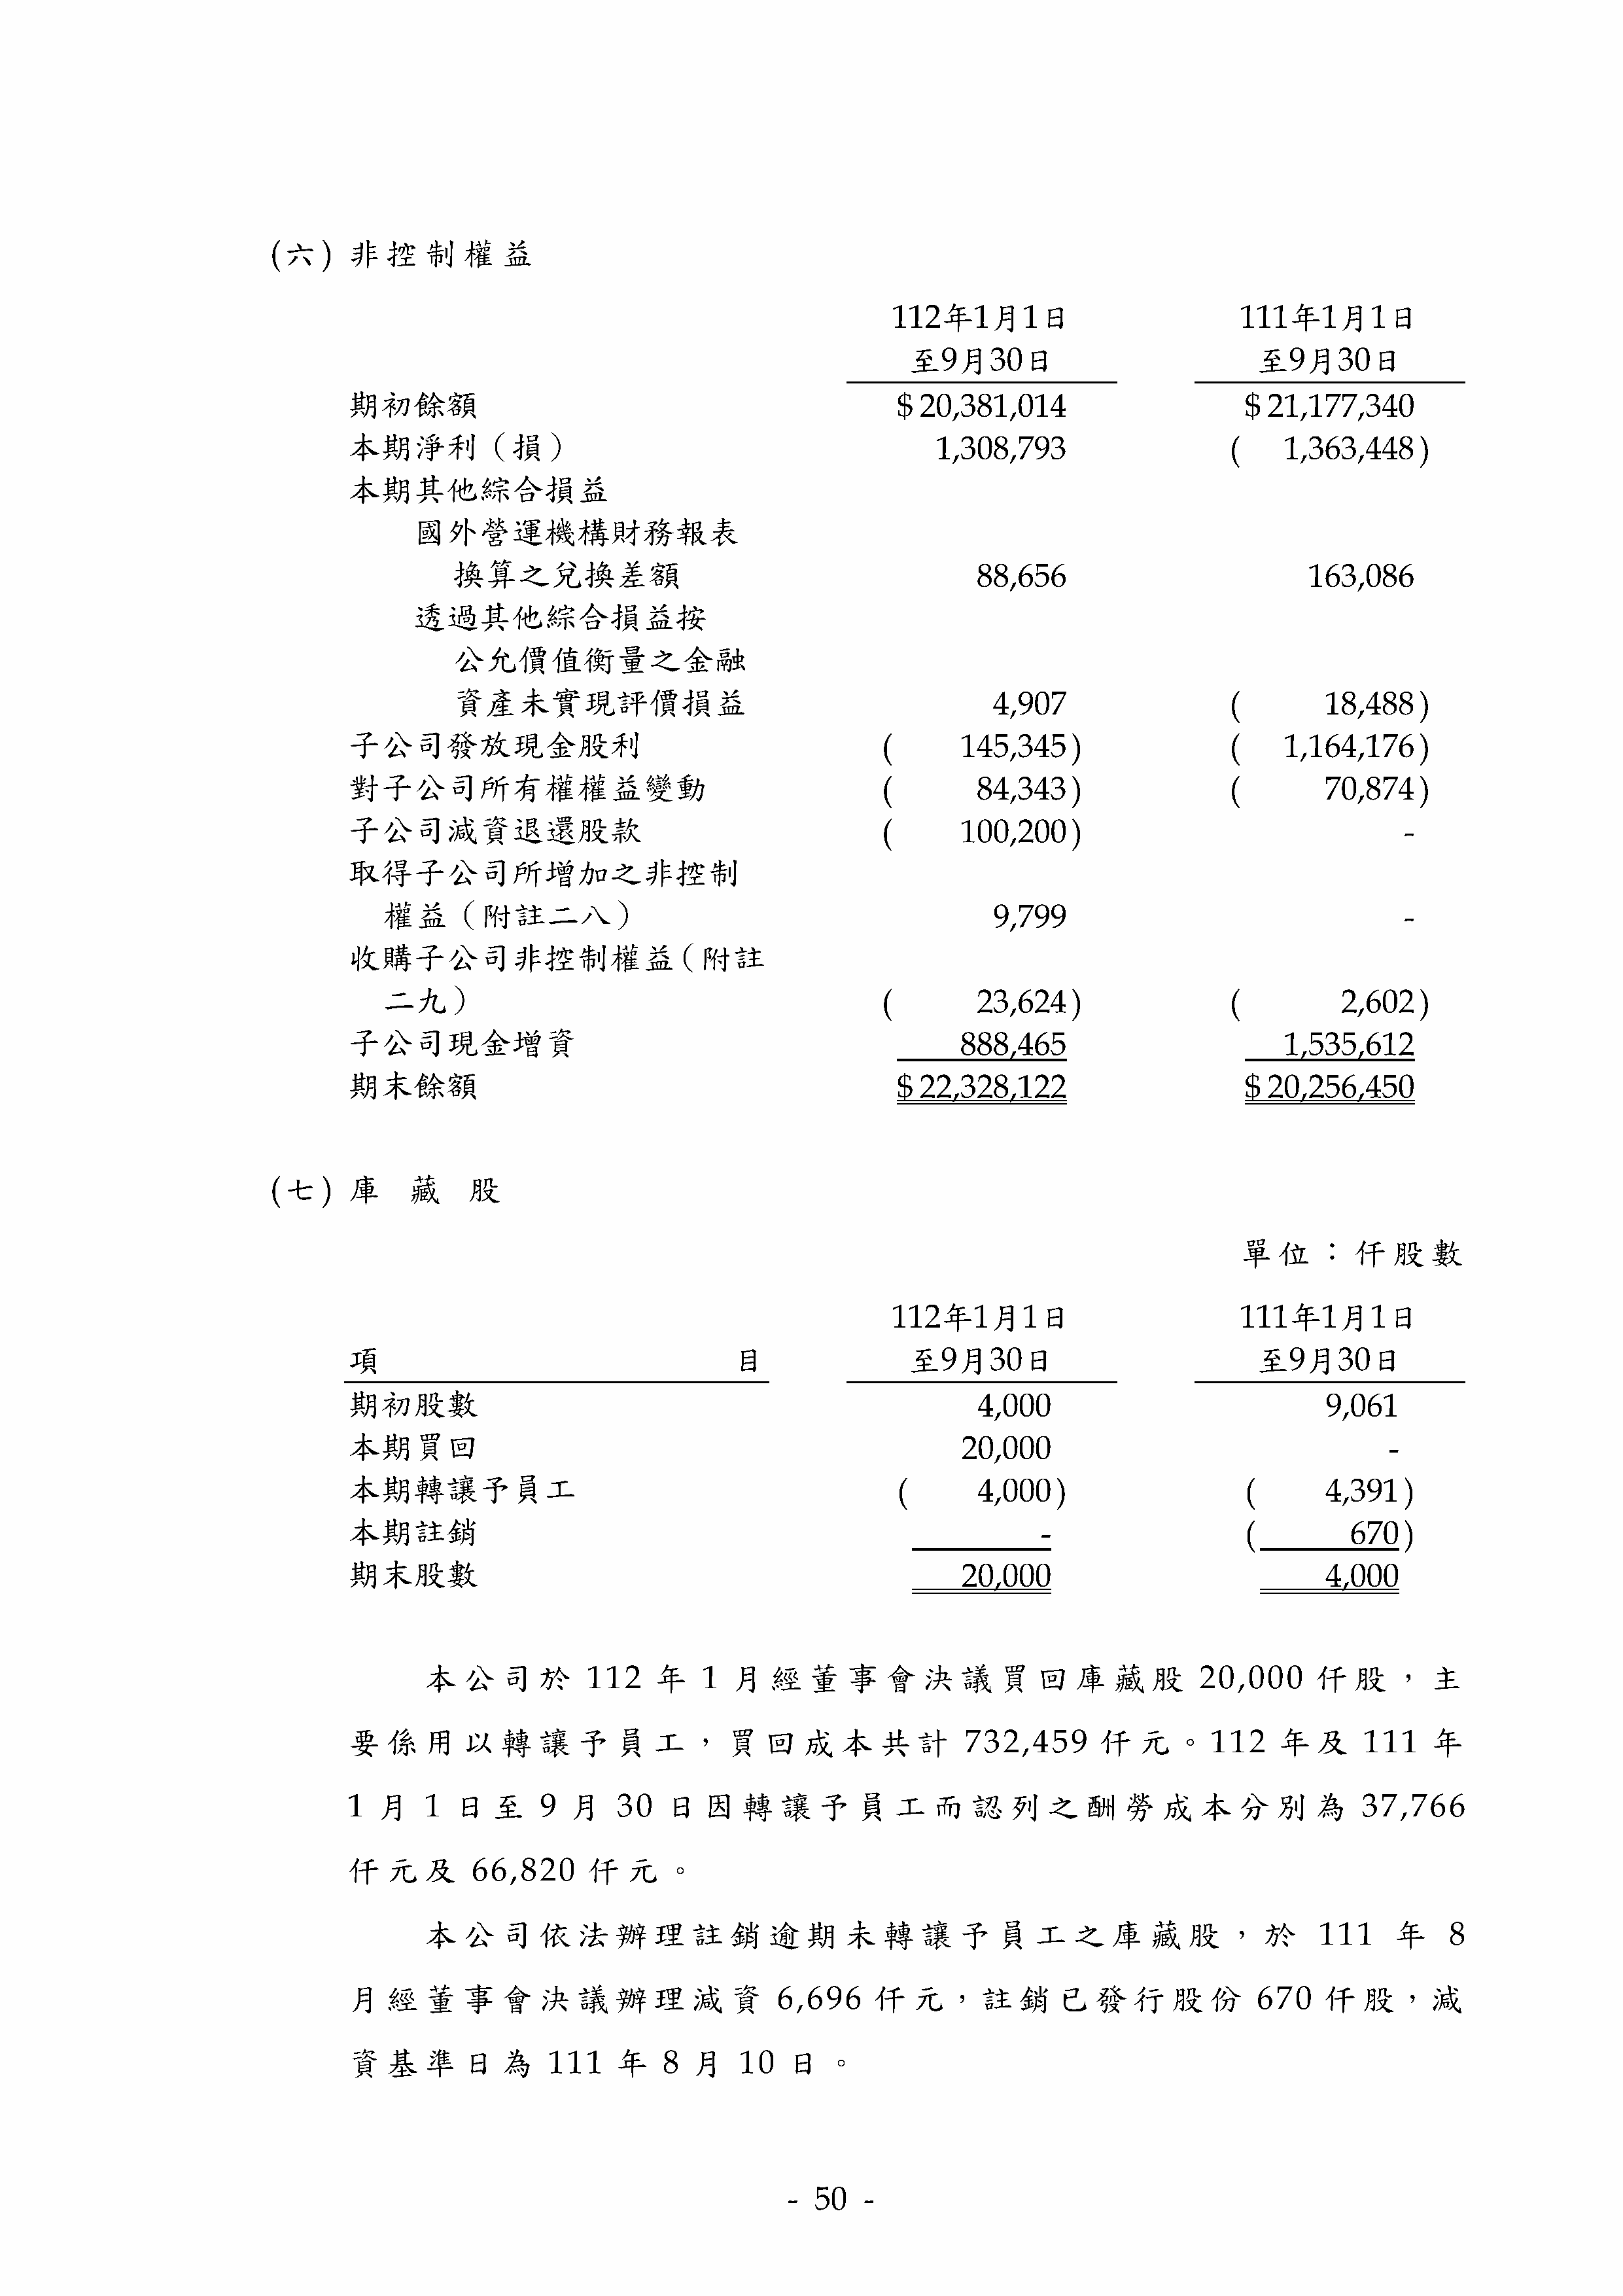 (六) 非控制權益
112年1月1日 111年1月1日
至9月30日 至9月30日
期初餘額 $ 20,381,014 $ 21,177,340
本期淨利（損） 1,308,793 ( 1,363,448)
本期其他綜合損益
國外營運機構財務報表
換算之兌換差額 88,656 163,086
透過其他綜合損益按
公允價值衡量之金融
資產未實現評價損益 4,907 ( 18,488)
子公司發放現金股利 ( 145,345) ( 1,164,176)
對子公司所有權權益變動 ( 84,343) ( 70,874)
子公司減資退還股款 ( 100,200) -
取得子公司所增加之非控制
權益（附註二八） 9,799 -
收購子公司非控制權益（附註
二九） ( 23,624) ( 2,602)
子公司現金增資 888,465 1,535,612
期末餘額 $ 22,328,122 $ 20,256,450
(七) 庫藏股
單位：仟股數
112年1月1日 111年1月1日
項目 至9月30日 至9月30日
期初股數 4,000 9,061
本期買回 20,000 -
本期轉讓予員工 ( 4,000) ( 4,391)
本期註銷 - ( 670)
期末股數 20,000 4,000
本公司於 112 年 1 月經董事會決議買回庫藏股 20,000 仟股，主
要係用以轉讓予員工，買回成本共計 732,459 仟元。112 年及 111 年
1 月 1 日至 9 月 30 日因轉讓予員工而認列之酬勞成本分別為 37,766
仟元及 66,820 仟元。
本公司依法辦理註銷逾期未轉讓予員工之庫藏股，於 111 年 8
月經董事會決議辦理減資 6,696 仟元，註銷已發行股份 670 仟股，減
資基準日為 111 年 8 月 10 日。
- 50 -